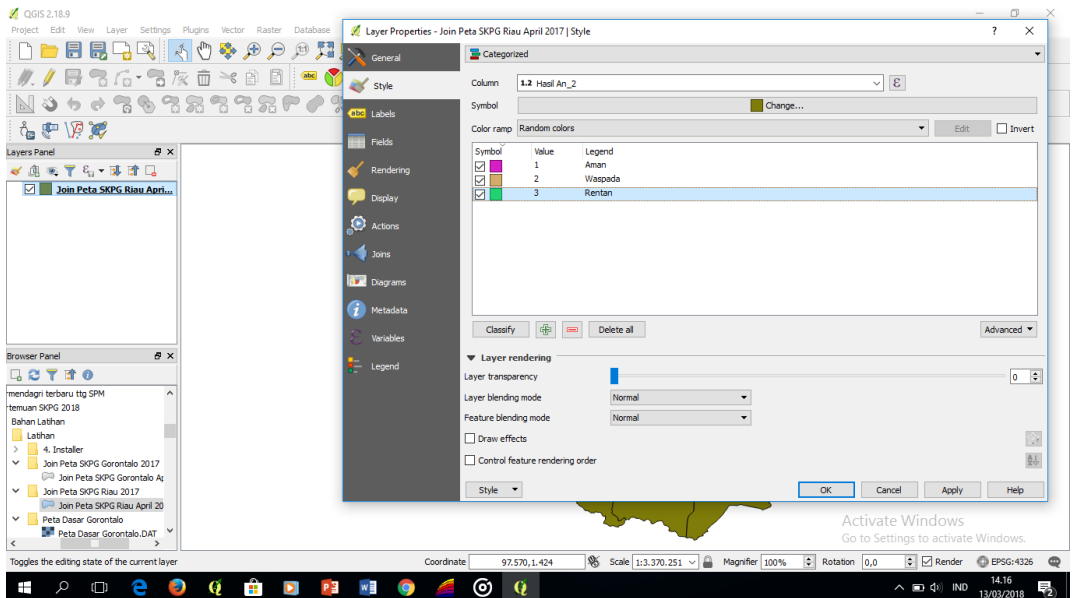 QGIS 2.18.9
Project Edit View Layer Settings Plugins Vector Raster Database
abc
Layers Panel
Join Peta SKPG Riau Apri...
Browser Panel
mendagri terbaru ttg SPM
temuan SKPG 2018
Bahan Latihan
Latihan
4. Installer
Join Peta SKPG Gorontalo 2017
Join Peta SKPG Gorontalo Ap
Join Peta SKPG Riau 2017
Join Peta SKPG Riau April 20
Peta Dasar Gorontalo
Peta Dasar Gorontalo.DAT
Layer Properties - Join Peta SKPG Riau April 2017 | Style
General
Style
abc Labels
Fields
Rendering
Display
Actions
Joins
Diagrams
Metadata
Variables
Legend
Categorized
Column 1.2 Hasil An_2 ε
Symbol Change...
Color ramp Random colors Edit Invert
Symbol Value Legend
1 Aman
2 Waspada
3 Rentan
Classify Delete all Advanced
Layer rendering
Layer transparency 0
Layer blending mode Normal
Feature blending mode Normal
Draw effects
Control feature rendering order
Style OK Cancel Apply Help
Activate Windows
Go to Settings to activate Windows.
Toggles the editing state of the current layer Coordinate 97.570,1.424 Scale 1:3.370.251 Magnifier 100% Rotation 0,0 Render EPSG:4326
IND 14.16
13/03/2018